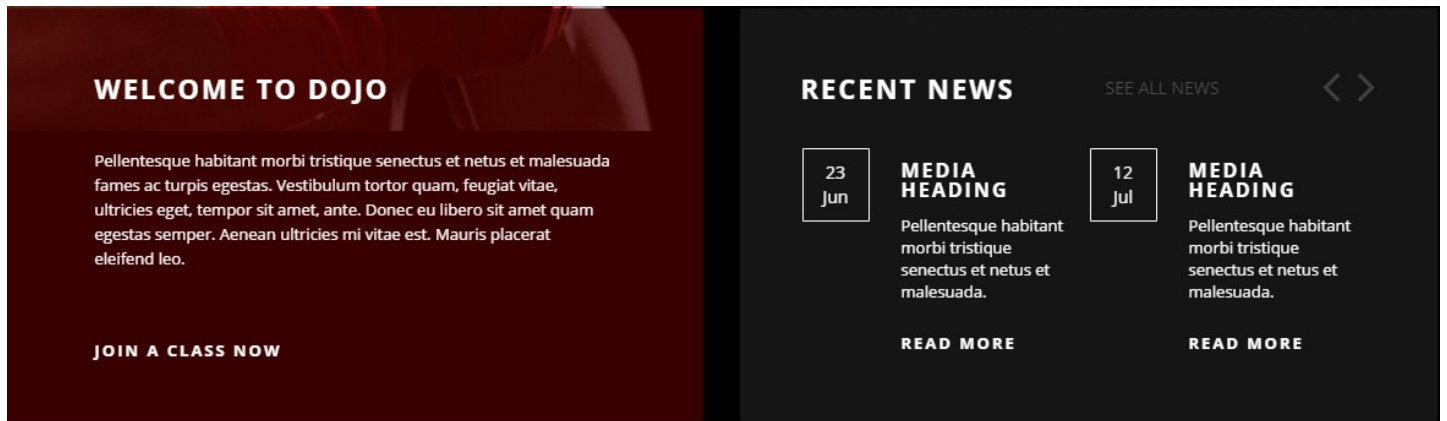 WELCOME TO DOJO
Pellentesque habitant morbi tristique senectus et netus et malesuada
fames ac turpis egestas. Vestibulum tortor quam, feugiat vitae,
ultricies eget, tempor sit amet, ante. Donec eu libero sit amet quam
egestas semper. Aenean ultricies mi vitae est. Mauris placerat
eleifend leo.
JOIN A CLASS NOW
RECENT NEWS
SEE ALL NEWS
23
Jun
MEDIA
HEADING
Pellentesque habitant
morbi tristique
senectus et netus et
malesuada.
READ MORE
12
Jul
MEDIA
HEADING
Pellentesque habitant
morbi tristique
senectus et netus et
malesuada.
READ MORE